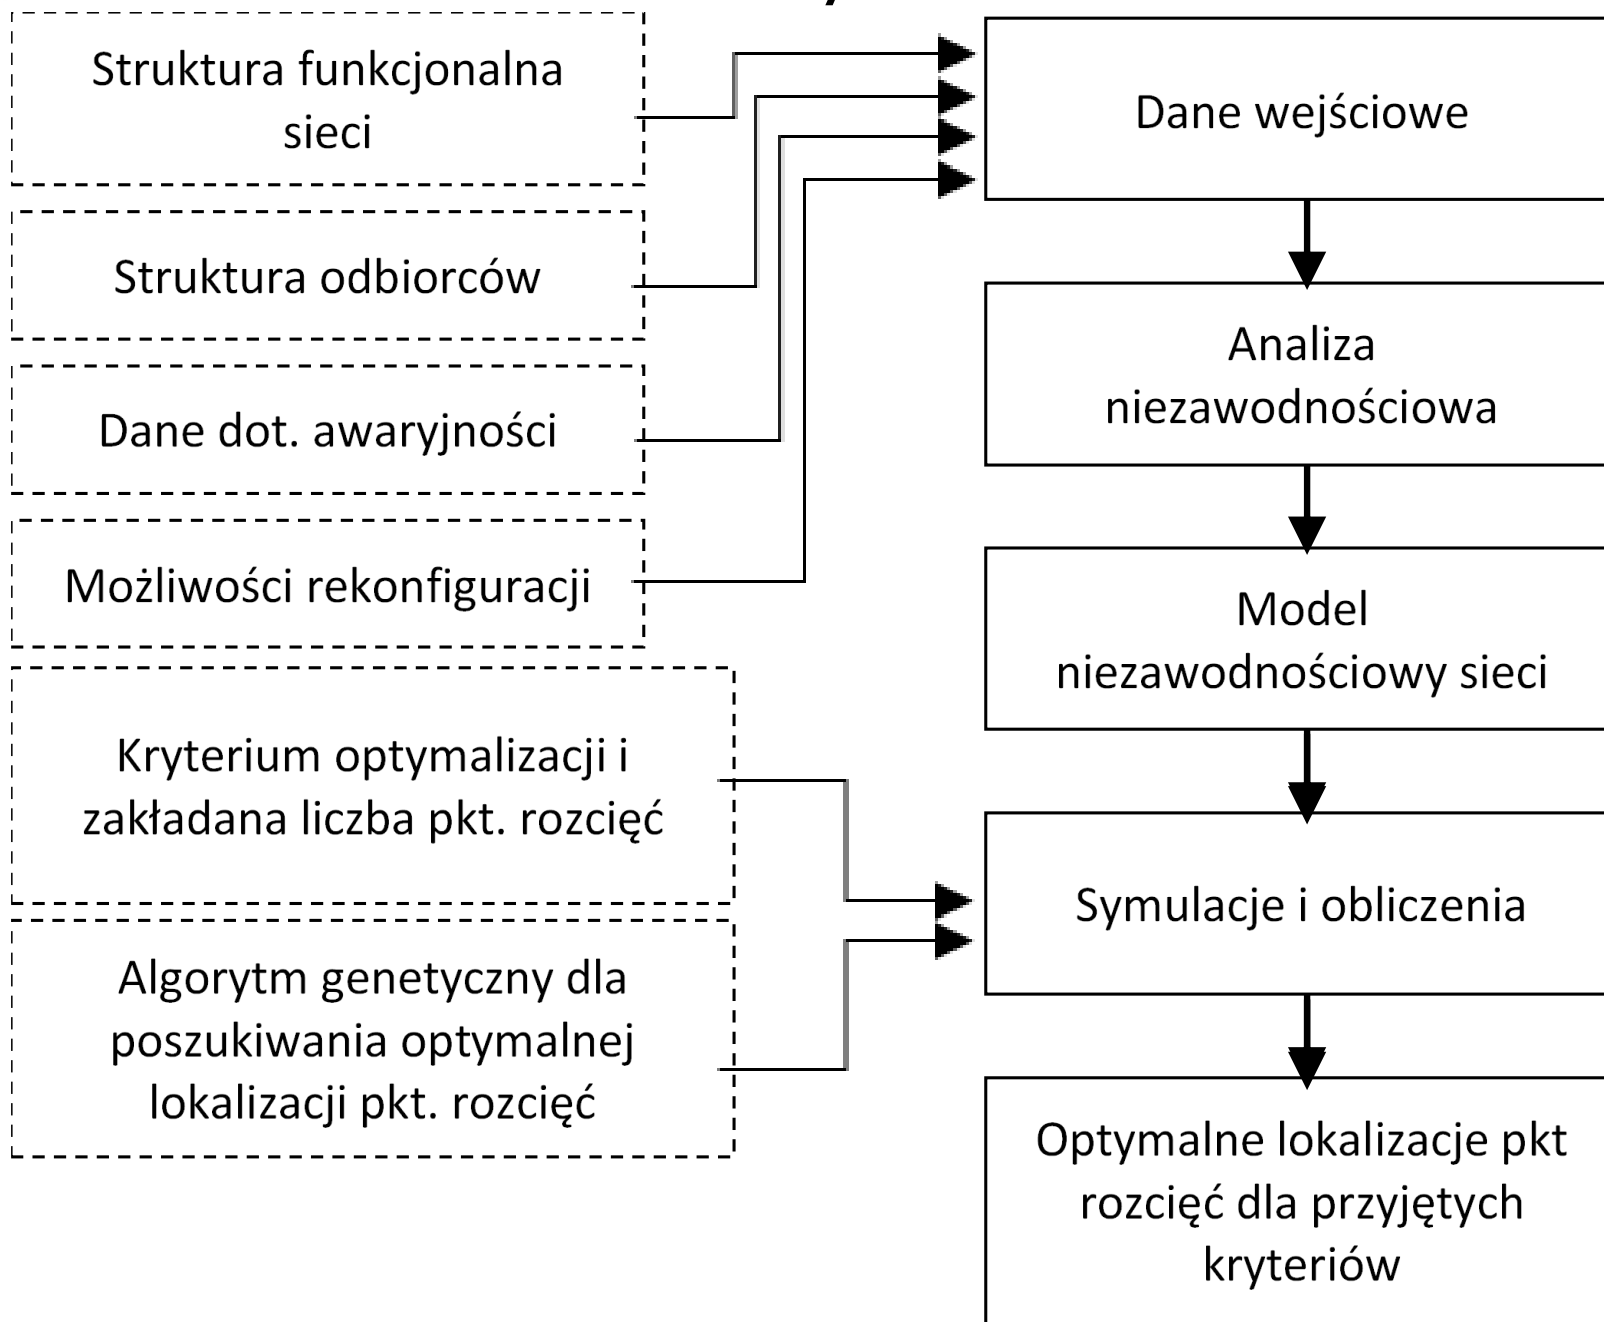 Struktura funkcjonalna
sieci
Struktura odbiorców
Dane dot. awaryjności
Możliwości rekonfiguracji
Kryterium optymalizacji i
zakładana liczba pkt. rozcięć
Algorytm genetyczny dla
poszukiwania optymalnej
lokalizacji pkt. rozcięć
Dane wejściowe
Analiza
niezawodnościowa
Model
niezawodnościowy sieci
Symulacje i obliczenia
Optymalne lokalizacje pkt
rozcięć dla przyjętych
kryteriów